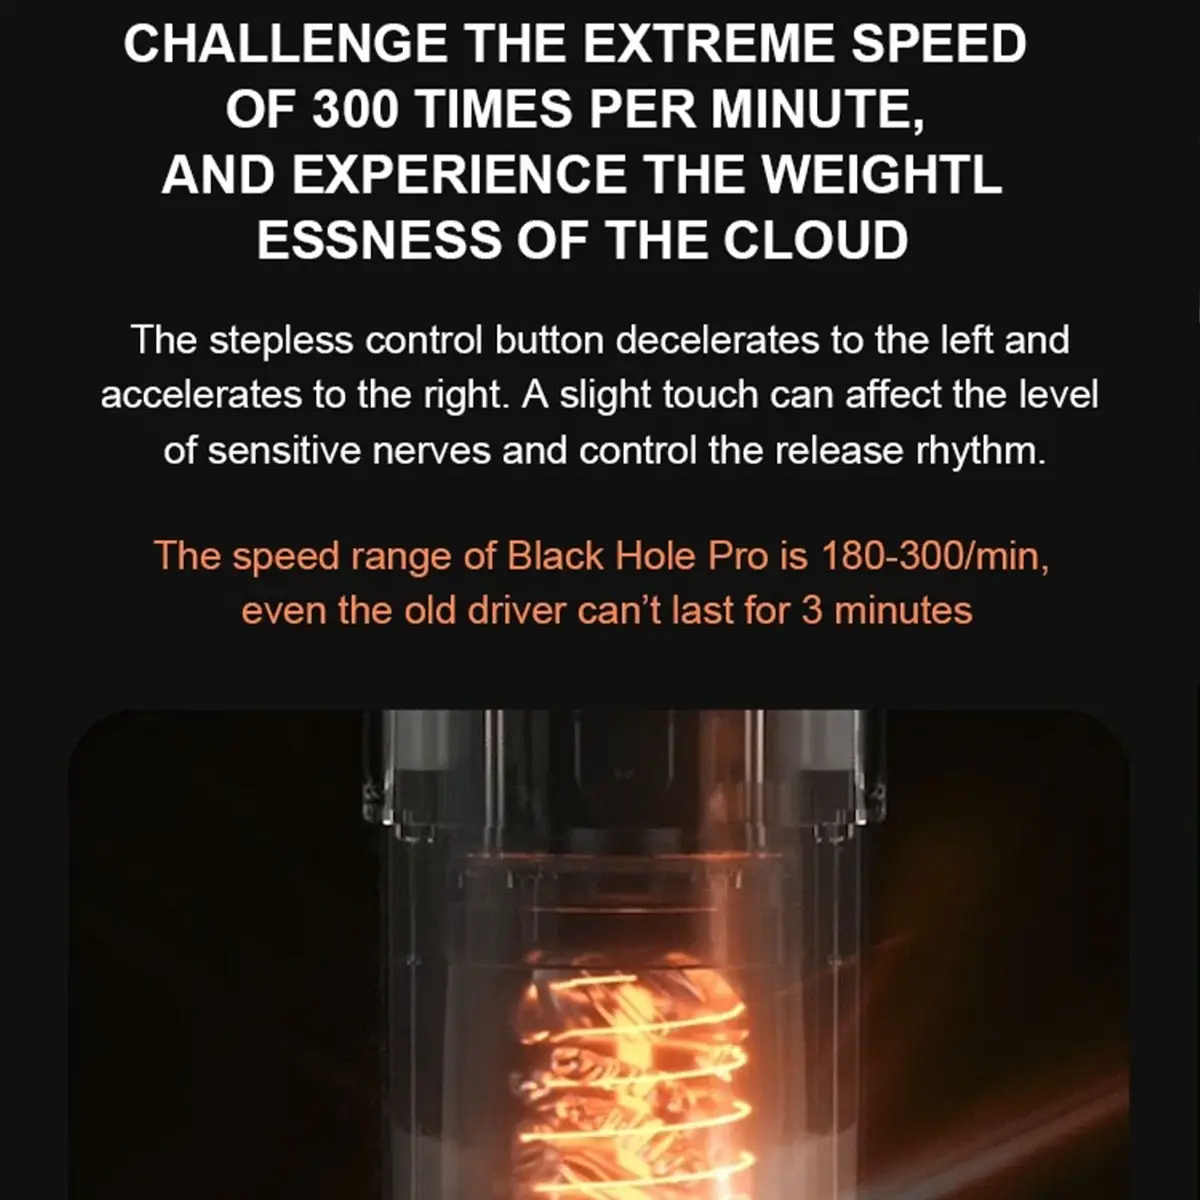 CHALLENGE THE EXTREME SPEED
OF 300 TIMES PER MINUTE,
AND EXPERIENCE THE WEIGHTL
ESSNESS OF THE CLOUD
The stepless control button decelerates to the left and
accelerates to the right. A slight touch can affect the level
of sensitive nerves and control the release rhythm.
The speed range of Black Hole Pro is 180-300/min,
even the old driver can’t last for 3 minutes